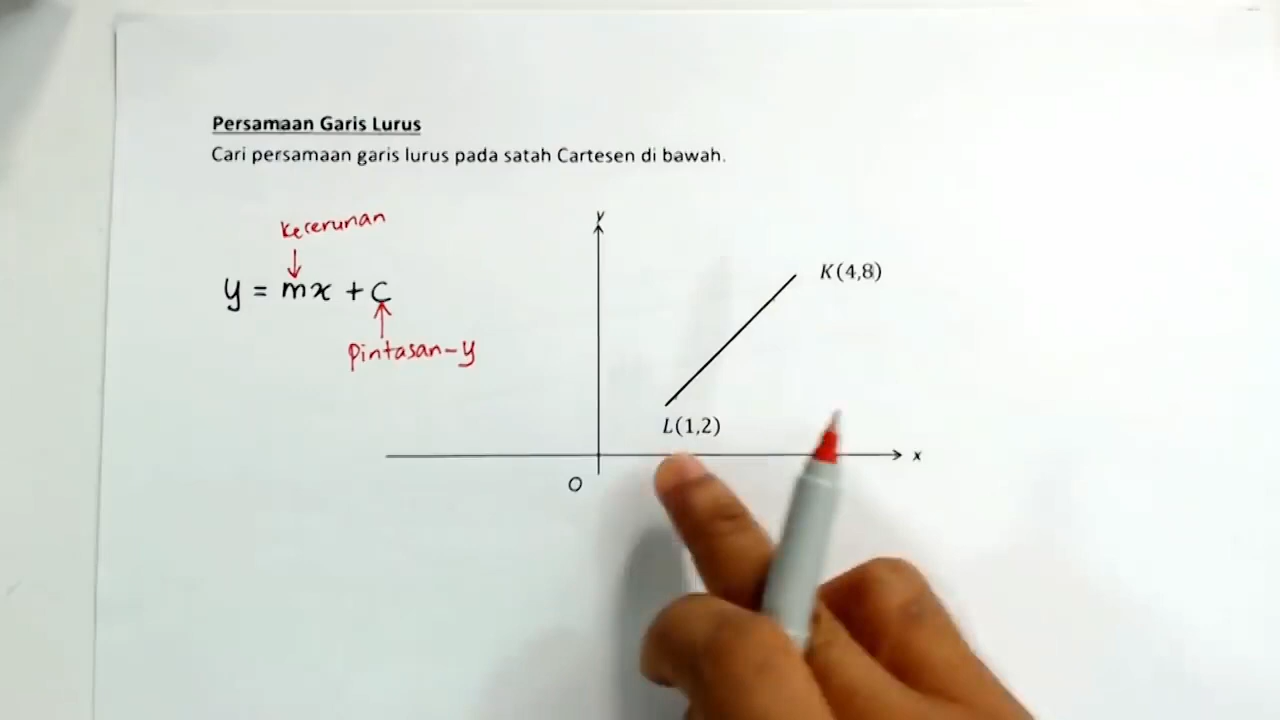 Persamaan Garis Lurus
Cari persamaan garis lurus pada satah Cartesen di bawah.
kecerunan
y = mx + c
pintasan-y
y
K(4,8)
L(1,2)
x
O